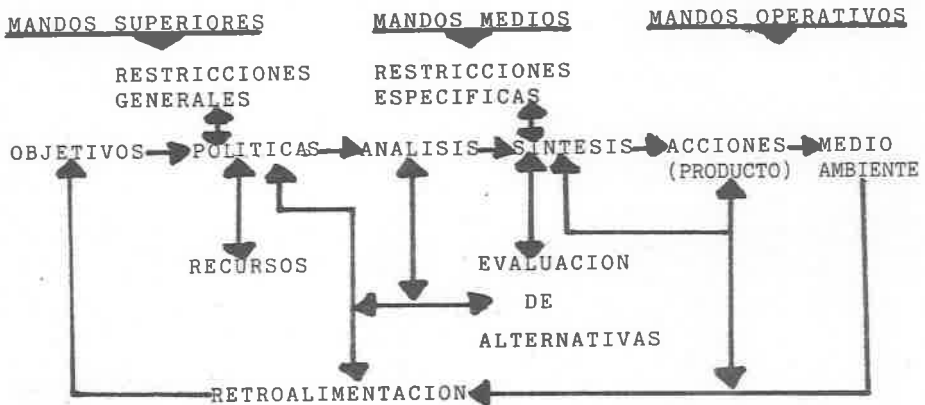 MANDOS SUPERIORES
MANDOS MEDIOS
MANDOS OPERATIVOS
RESTRICCIONES
GENERALES
RESTRICCIONES
ESPECIFICAS
OBJETIVOS
POLITICAS
ANALISIS
SINTESIS
ACCIONES
(PRODUCTO)
MEDIO
AMBIENTE
RECURSOS
EVALUACION
DE
ALTERNATIVAS
RETROALIMENTACION